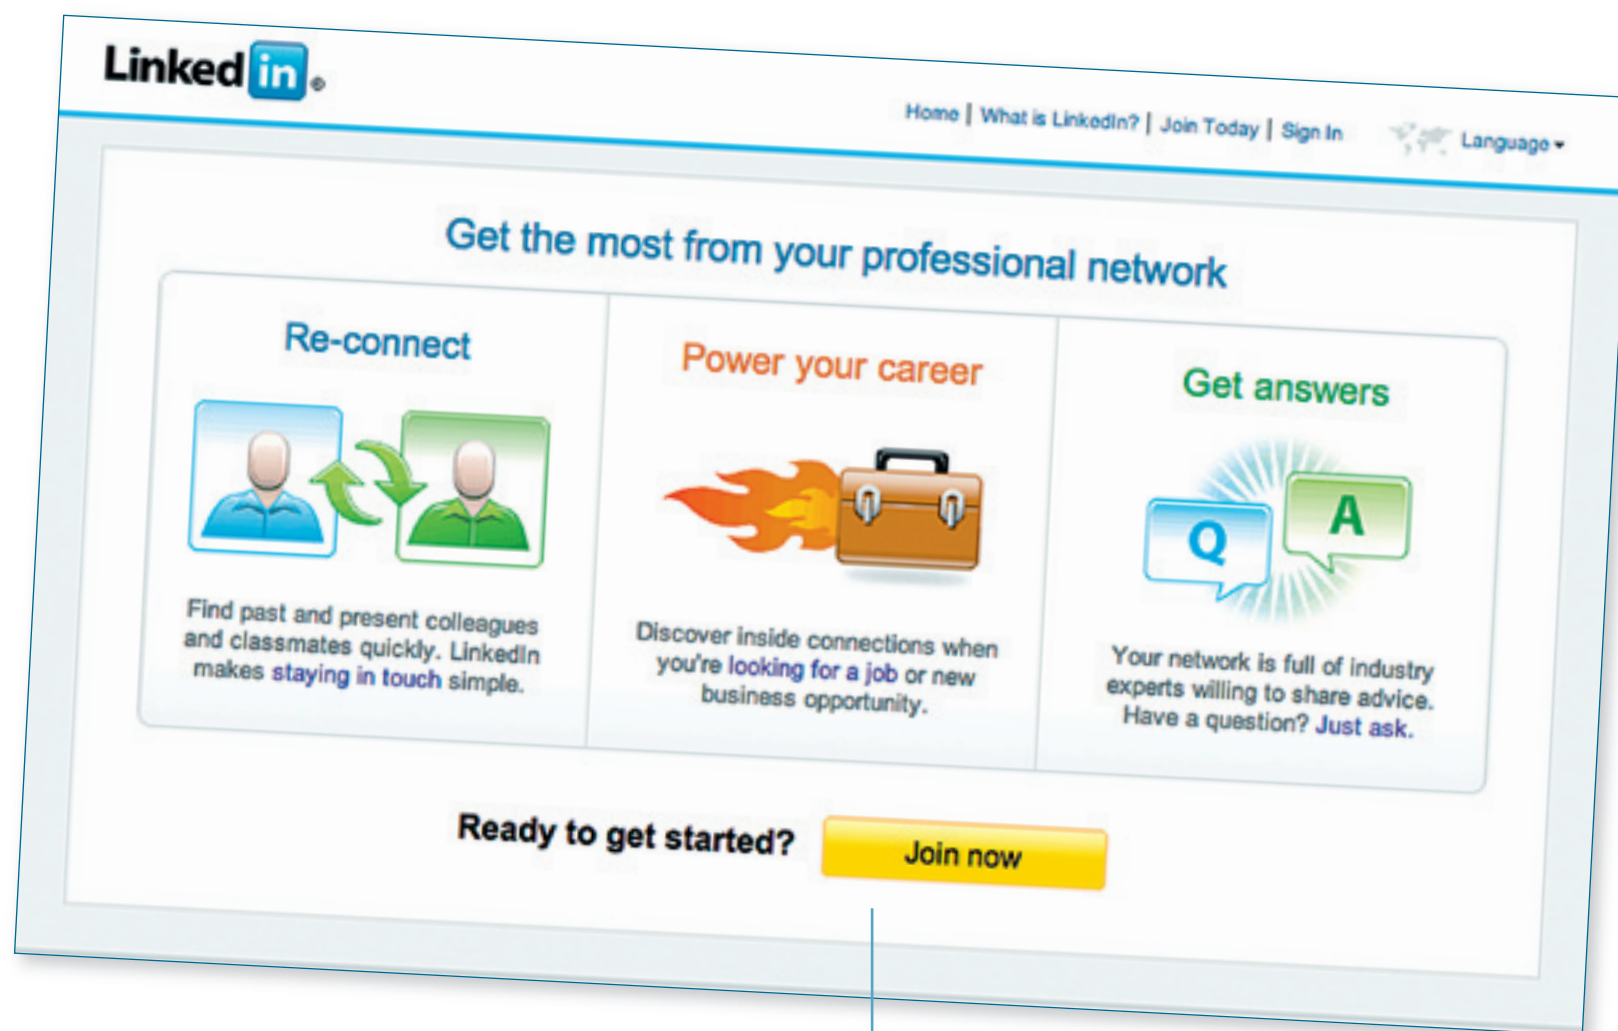 Linked in ®
Home | What is LinkedIn? | Join Today | Sign In Language
Get the most from your professional network
Re-connect
Find past and present colleagues
and classmates quickly. LinkedIn
makes staying in touch simple.
Power your career
Discover inside connections when
you're looking for a job or new
business opportunity.
Get answers
Q
A
Your network is full of industry
experts willing to share advice.
Have a question? Just ask.
Ready to get started? Join now